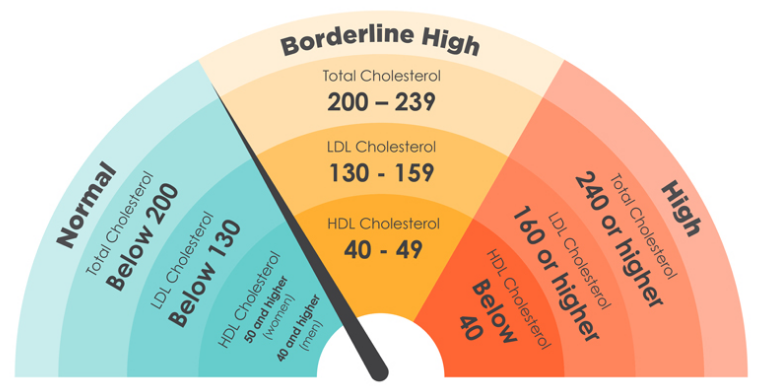 Normal
Total Cholesterol
Below 200
LDL Cholesterol
Below 130
HDL Cholesterol
50 and higher
(women)
40 and higher
(men)
Borderline High
Total Cholesterol
200 – 239
LDL Cholesterol
130 - 159
HDL Cholesterol
40 - 49
High
Total Cholesterol
240 or higher
LDL Cholesterol
160 or higher
HDL Cholesterol
Below
40